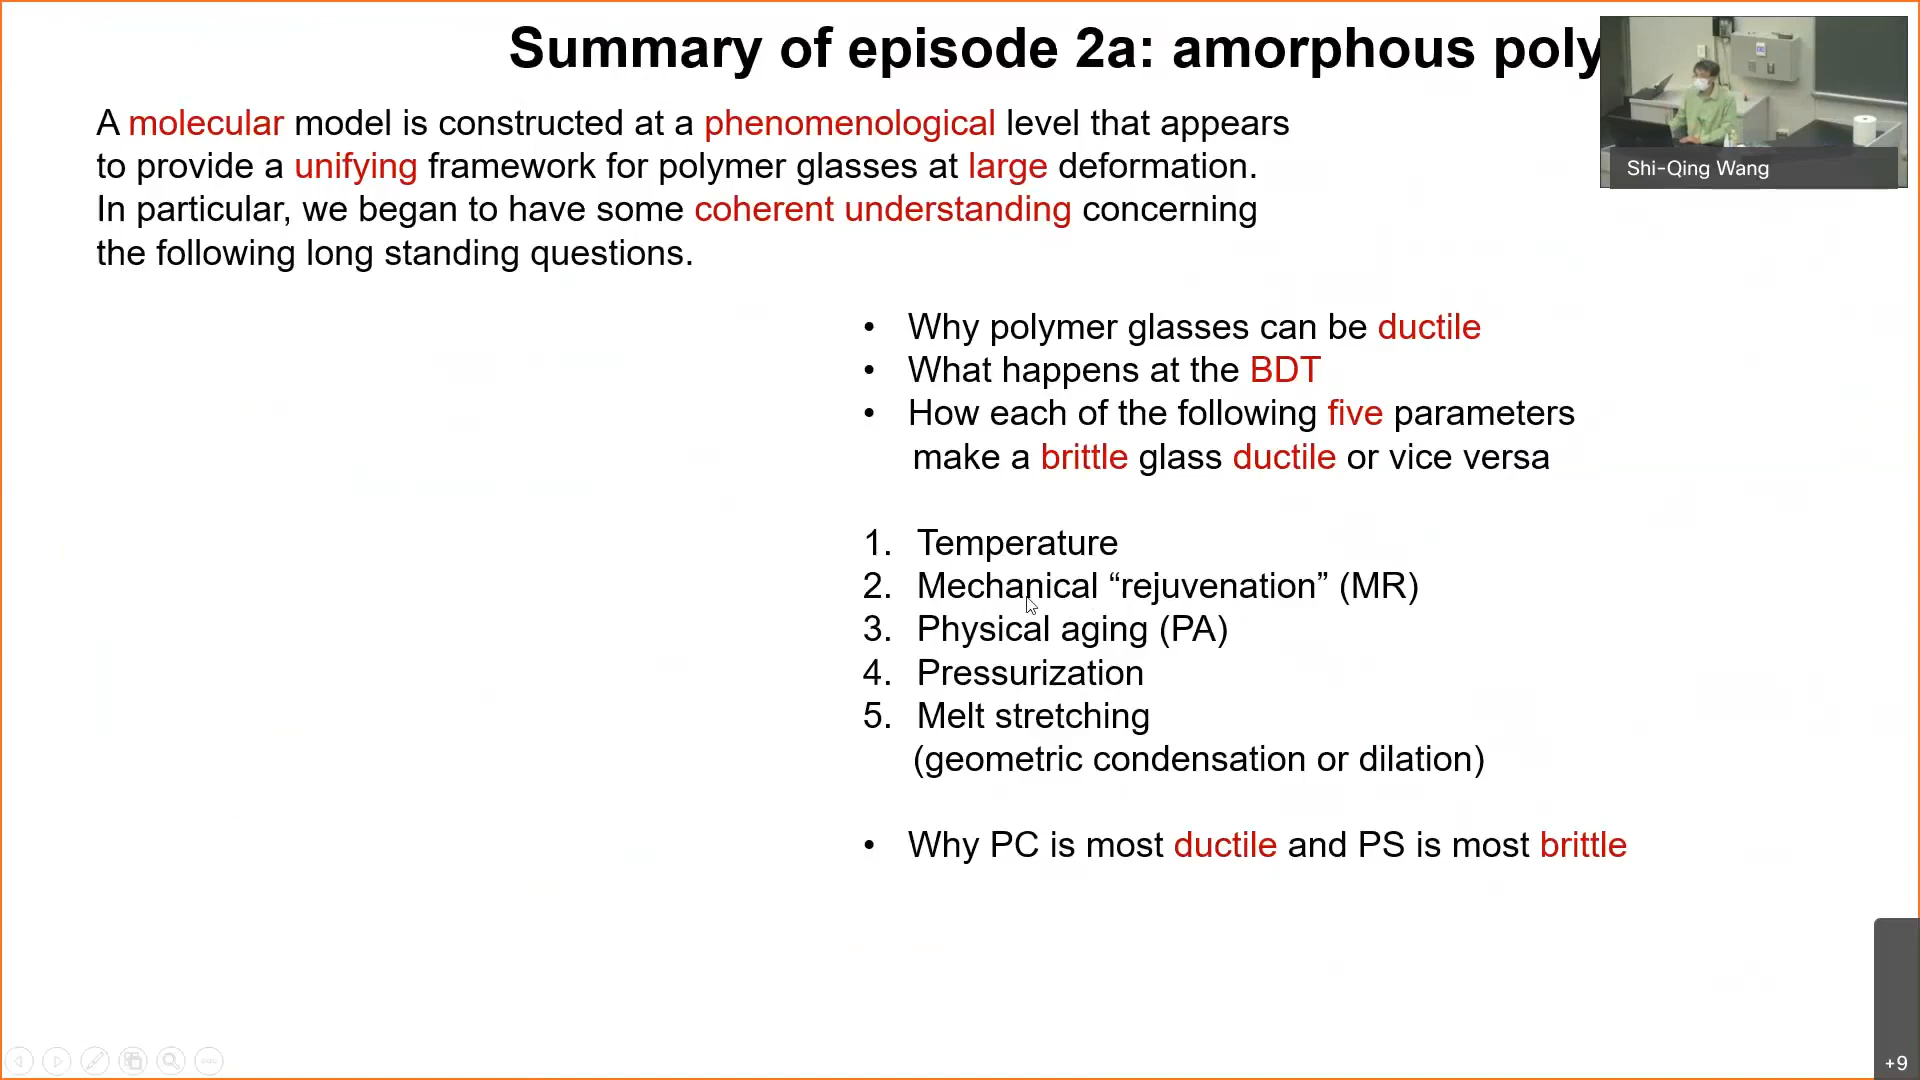 Summary of episode 2a: amorphous poly
Shi-Qing Wang
A molecular model is constructed at a phenomenological level that appears
to provide a unifying framework for polymer glasses at large deformation.
In particular, we began to have some coherent understanding concerning
the following long standing questions.
• Why polymer glasses can be ductile
• What happens at the BDT
• How each of the following five parameters
make a brittle glass ductile or vice versa
1. Temperature
2. Mechanical “rejuvenation” (MR)
3. Physical aging (PA)
4. Pressurization
5. Melt stretching
(geometric condensation or dilation)
• Why PC is most ductile and PS is most brittle
+9